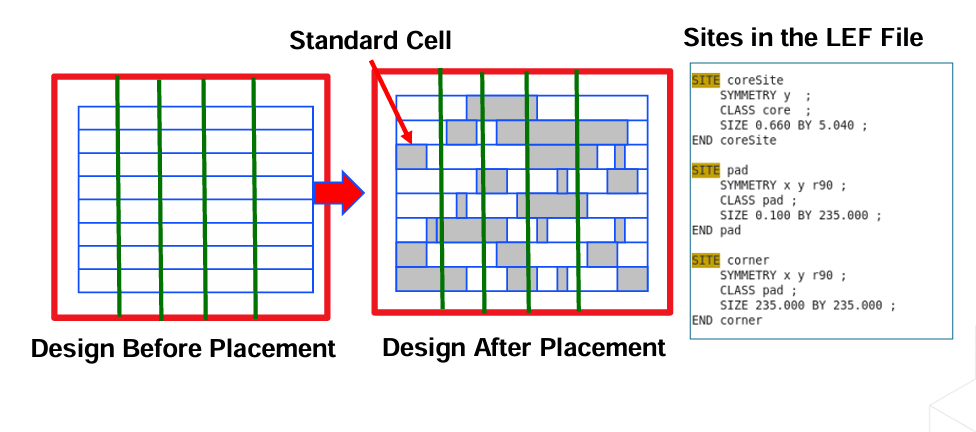 Standard Cell
Sites in the LEF File
SITE coreSite
SYMMETRY y ;
CLASS core ;
SIZE 0.660 BY 5.040 ;
END coreSite
SITE pad
SYMMETRY x y r90 ;
CLASS pad ;
SIZE 0.100 BY 235.000 ;
END pad
SITE corner
SYMMETRY x y r90 ;
CLASS pad ;
SIZE 235.000 BY 235.000 ;
END corner
Design Before Placement
Design After Placement